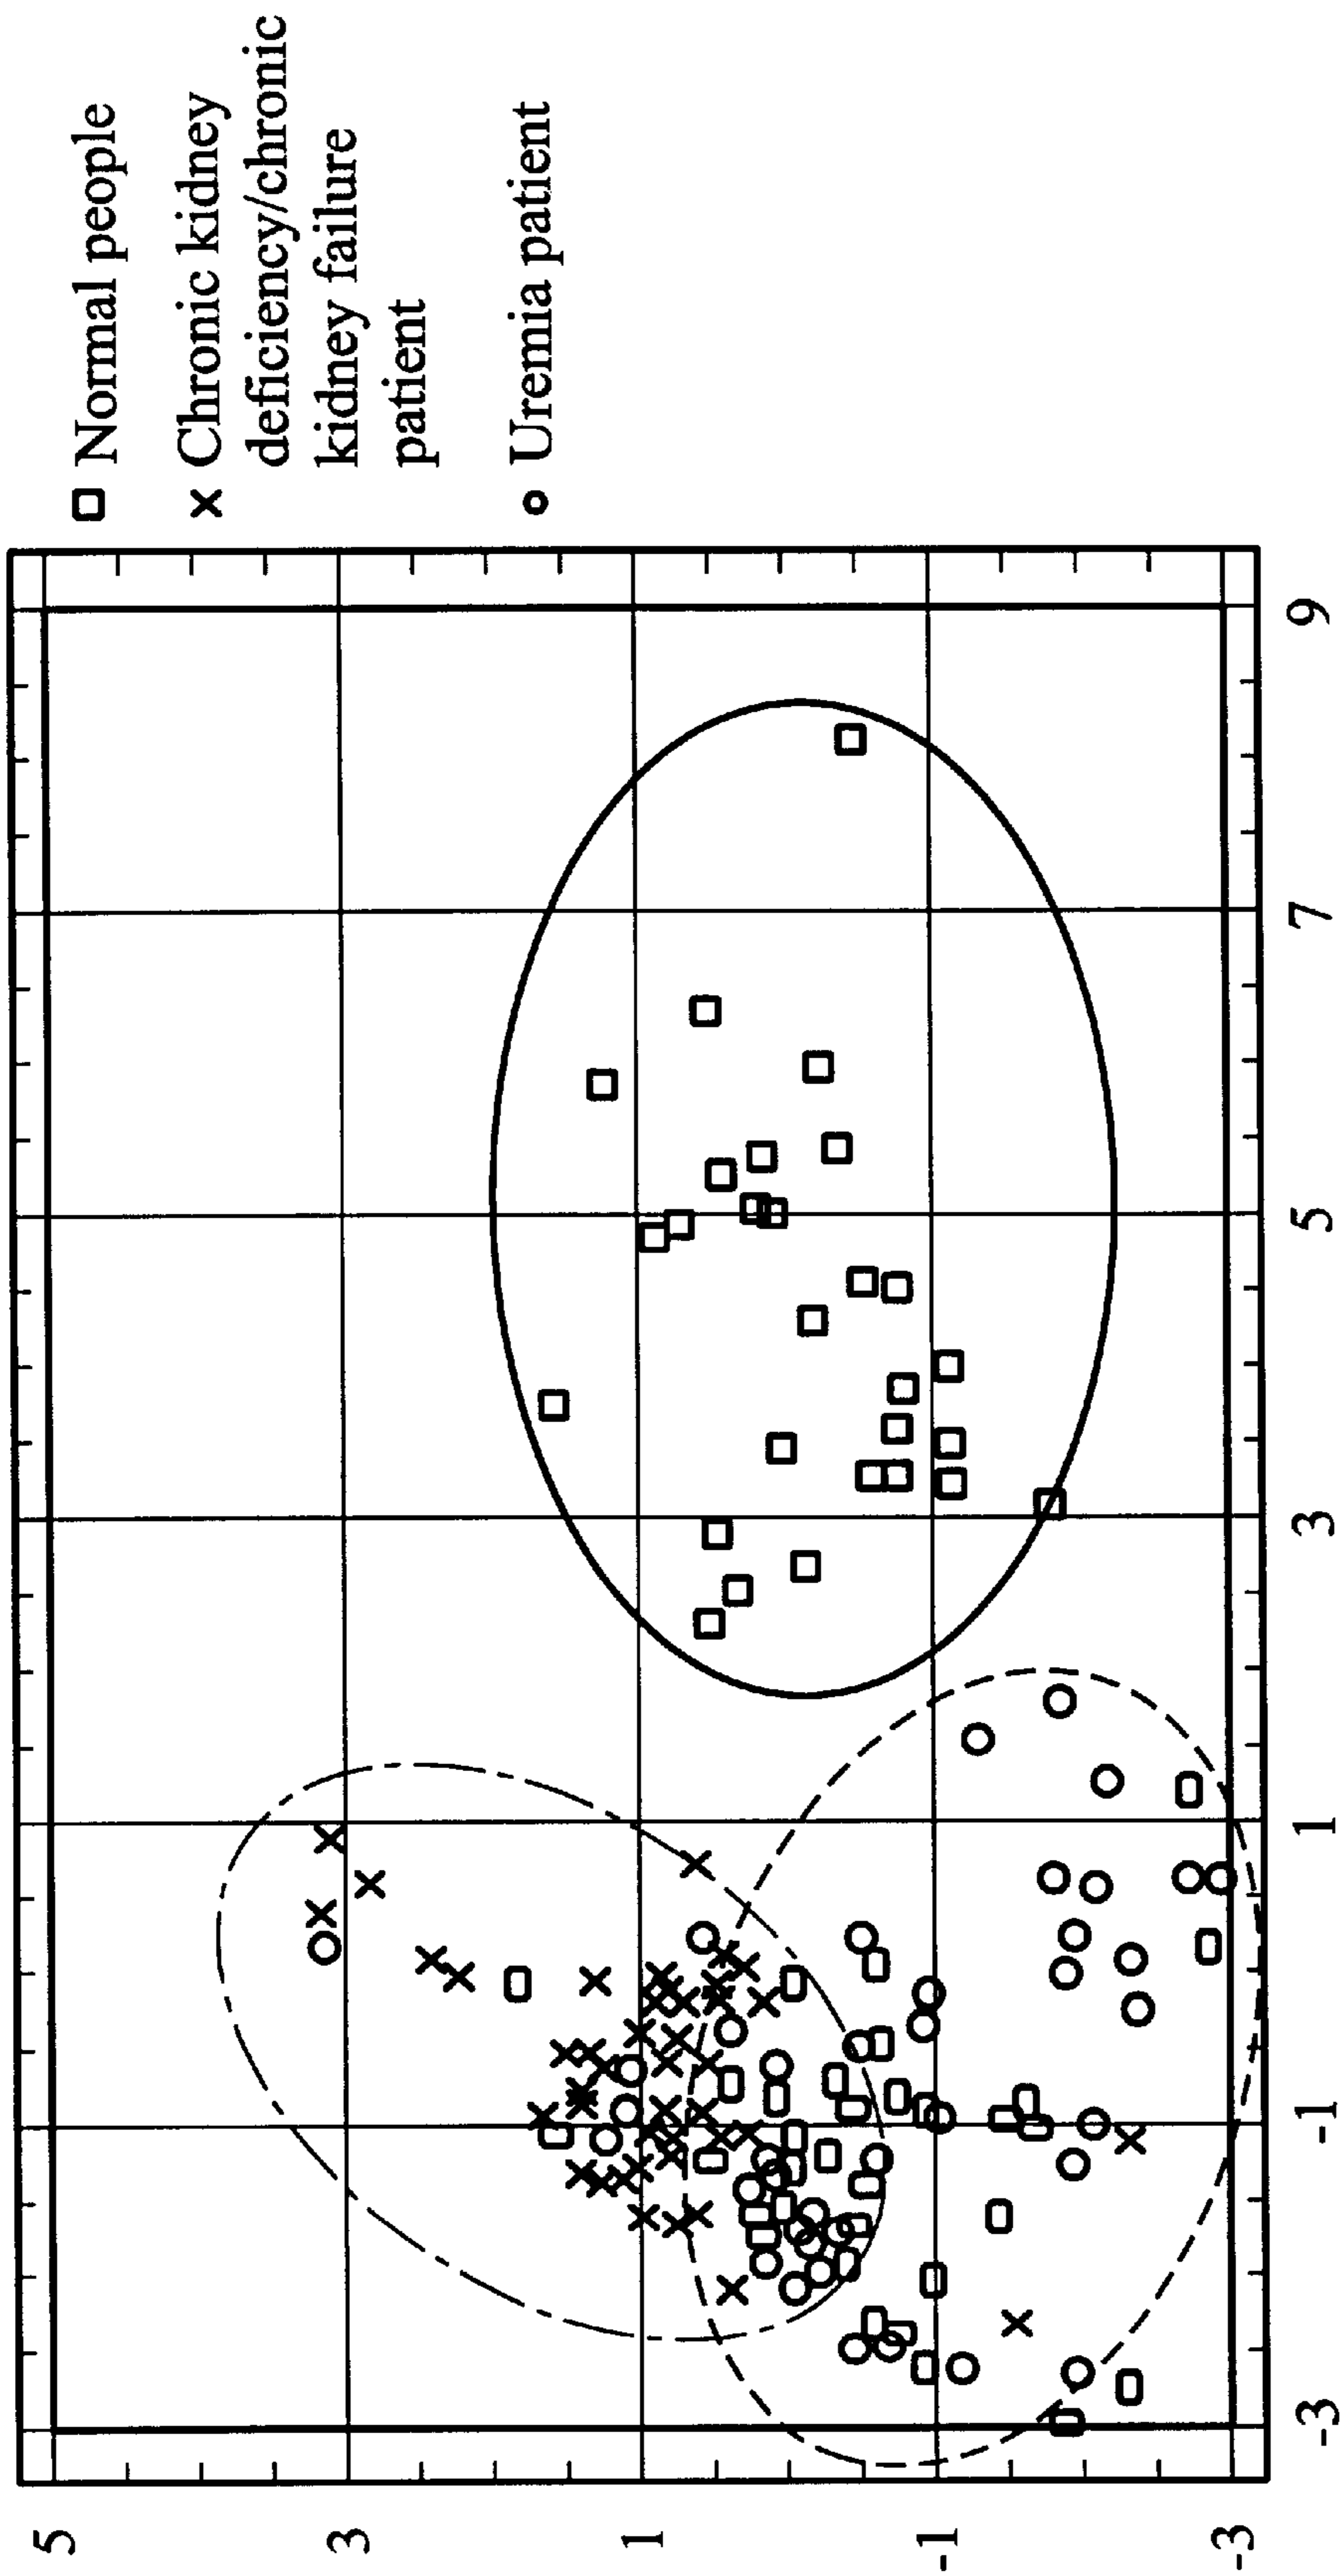 Normal people
Chronic kidney
deficiency/chronic
kidney failure
patient
Uremia patient
5
3
1
-1
-3
-3
-1
1
3
5
7
9